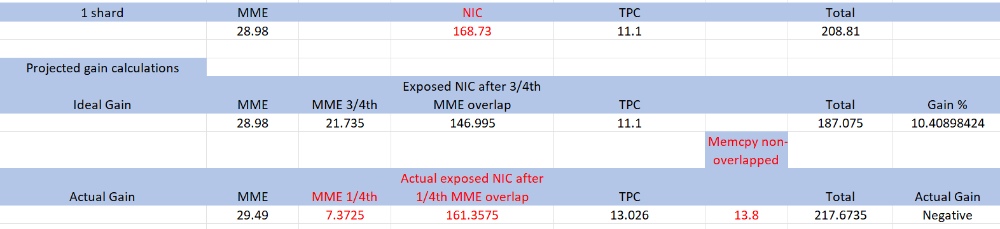 1 shard MME NIC TPC Total
28.98 168.73 11.1 208.81
Projected gain calculations
Exposed NIC after 3/4th
Ideal Gain MME MME 3/4th MME overlap TPC Total Gain %
28.98 21.735 146.995 11.1 187.075 10.40898424
Memcpy non-
overlapped
Actual exposed NIC after
Actual Gain MME MME 1/4th 1/4th MME overlap TPC Total Actual Gain
29.49 7.3725 161.3575 13.026 13.8 217.6735 Negative